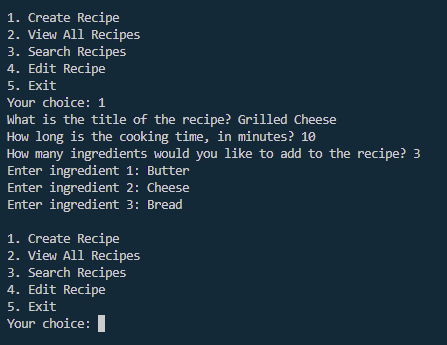 1. Create Recipe
2. View All Recipes
3. Search Recipes
4. Edit Recipe
5. Exit
Your choice: 1
What is the title of the recipe? Grilled Cheese
How long is the cooking time, in minutes? 10
How many ingredients would you like to add to the recipe? 3
Enter ingredient 1: Butter
Enter ingredient 2: Cheese
Enter ingredient 3: Bread
1. Create Recipe
2. View All Recipes
3. Search Recipes
4. Edit Recipe
5. Exit
Your choice: